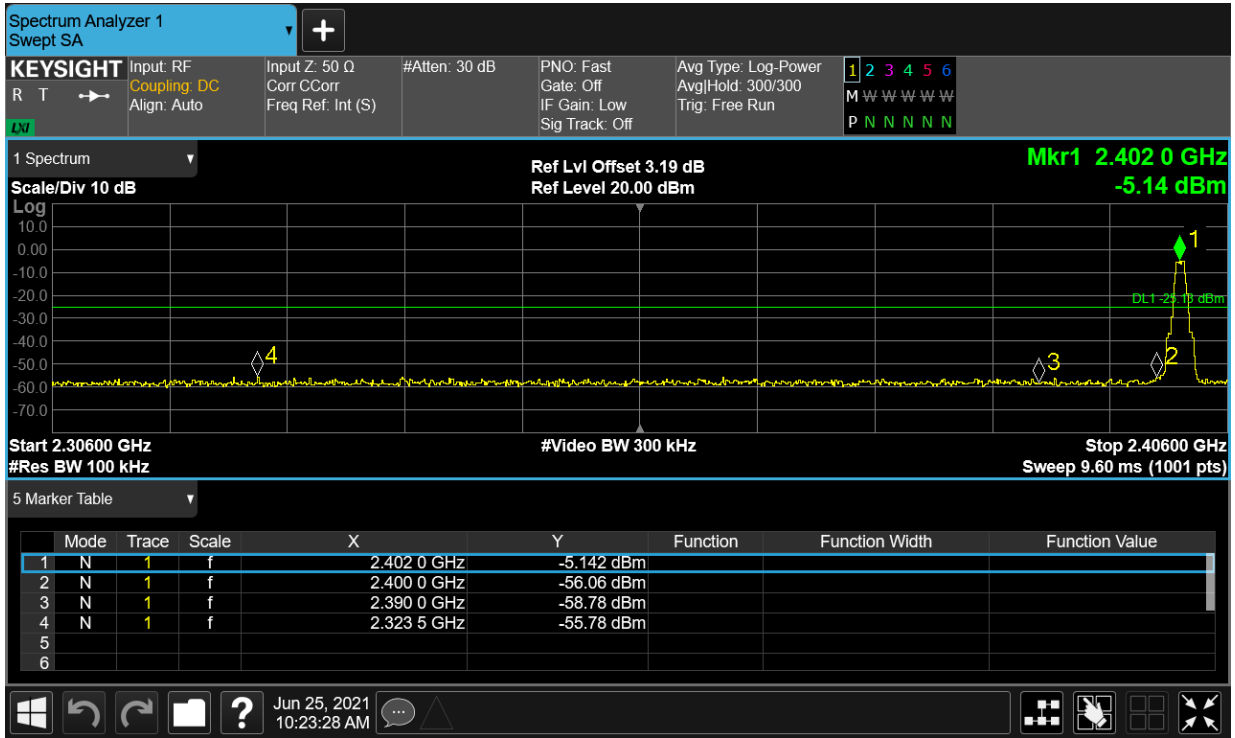 Spectrum Analyzer 1
Swept SA
KEYSIGHT
R T
LXI
Input: RF
Coupling: DC
Align: Auto
Input Z: 50 Ω
Corr CCorr
Freq Ref: Int (S)
#Atten: 30 dB
PNO: Fast
Gate: Off
IF Gain: Low
Sig Track: Off
Avg Type: Log-Power
Avg|Hold: 300/300
Trig: Free Run
1 2 3 4 5 6
M W W W W W
P N N N N N
1 Spectrum
Scale/Div 10 dB
Ref Lvl Offset 3.19 dB
Ref Level 20.00 dBm
Mkr1 2.402 0 GHz
-5.14 dBm
Log
10.0
0.00
-10.0
-20.0
-30.0
-40.0
-50.0
-60.0
-70.0
1
DL1 -25.13 dBm
4
3
2
Start 2.30600 GHz
#Res BW 100 kHz
#Video BW 300 kHz
Stop 2.40600 GHz
Sweep 9.60 ms (1001 pts)
5 Marker Table
Mode Trace Scale X Y Function Function Width Function Value
1 N 1 f 2.402 0 GHz -5.142 dBm
2 N 1 f 2.400 0 GHz -56.06 dBm
3 N 1 f 2.390 0 GHz -58.78 dBm
4 N 1 f 2.323 5 GHz -55.78 dBm
5
6
?
Jun 25, 2021
10:23:28 AM